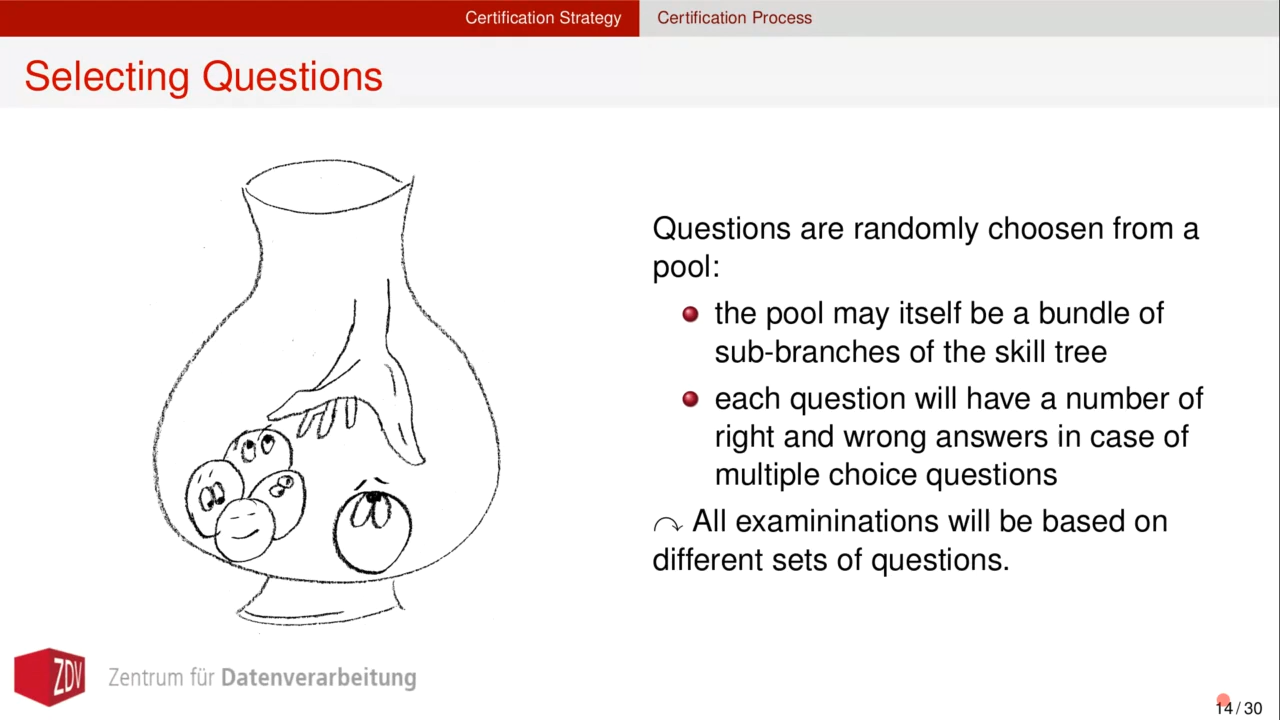 Certification Strategy Certification Process
Selecting Questions
Questions are randomly choosen from a
pool:
the pool may itself be a bundle of
sub-branches of the skill tree
each question will have a number of
right and wrong answers in case of
multiple choice questions
↷ All examininations will be based on
different sets of questions.
ZDV Zentrum für Datenverarbeitung
14 / 30